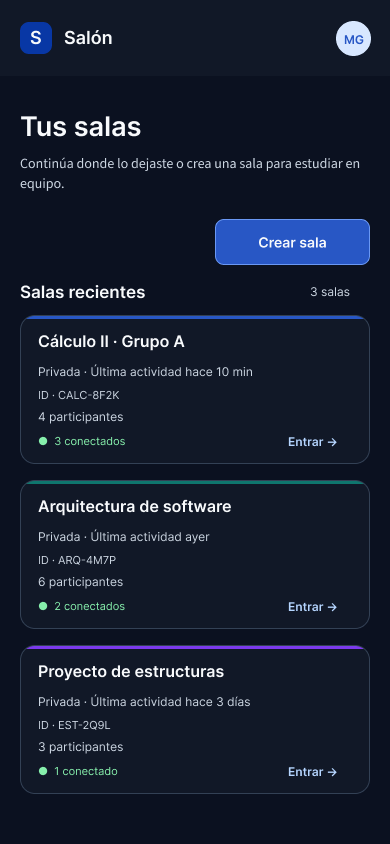 S Salón MG
Tus salas
Continúa donde lo dejaste o crea una sala para estudiar en
equipo.
Crear sala
Salas recientes 3 salas
Cálculo II · Grupo A
Privada · Última actividad hace 10 min
ID · CALC-8F2K
4 participantes
3 conectados Entrar →
Arquitectura de software
Privada · Última actividad ayer
ID · ARQ-4M7P
6 participantes
2 conectados Entrar →
Proyecto de estructuras
Privada · Última actividad hace 3 días
ID · EST-2Q9L
3 participantes
1 conectado Entrar →